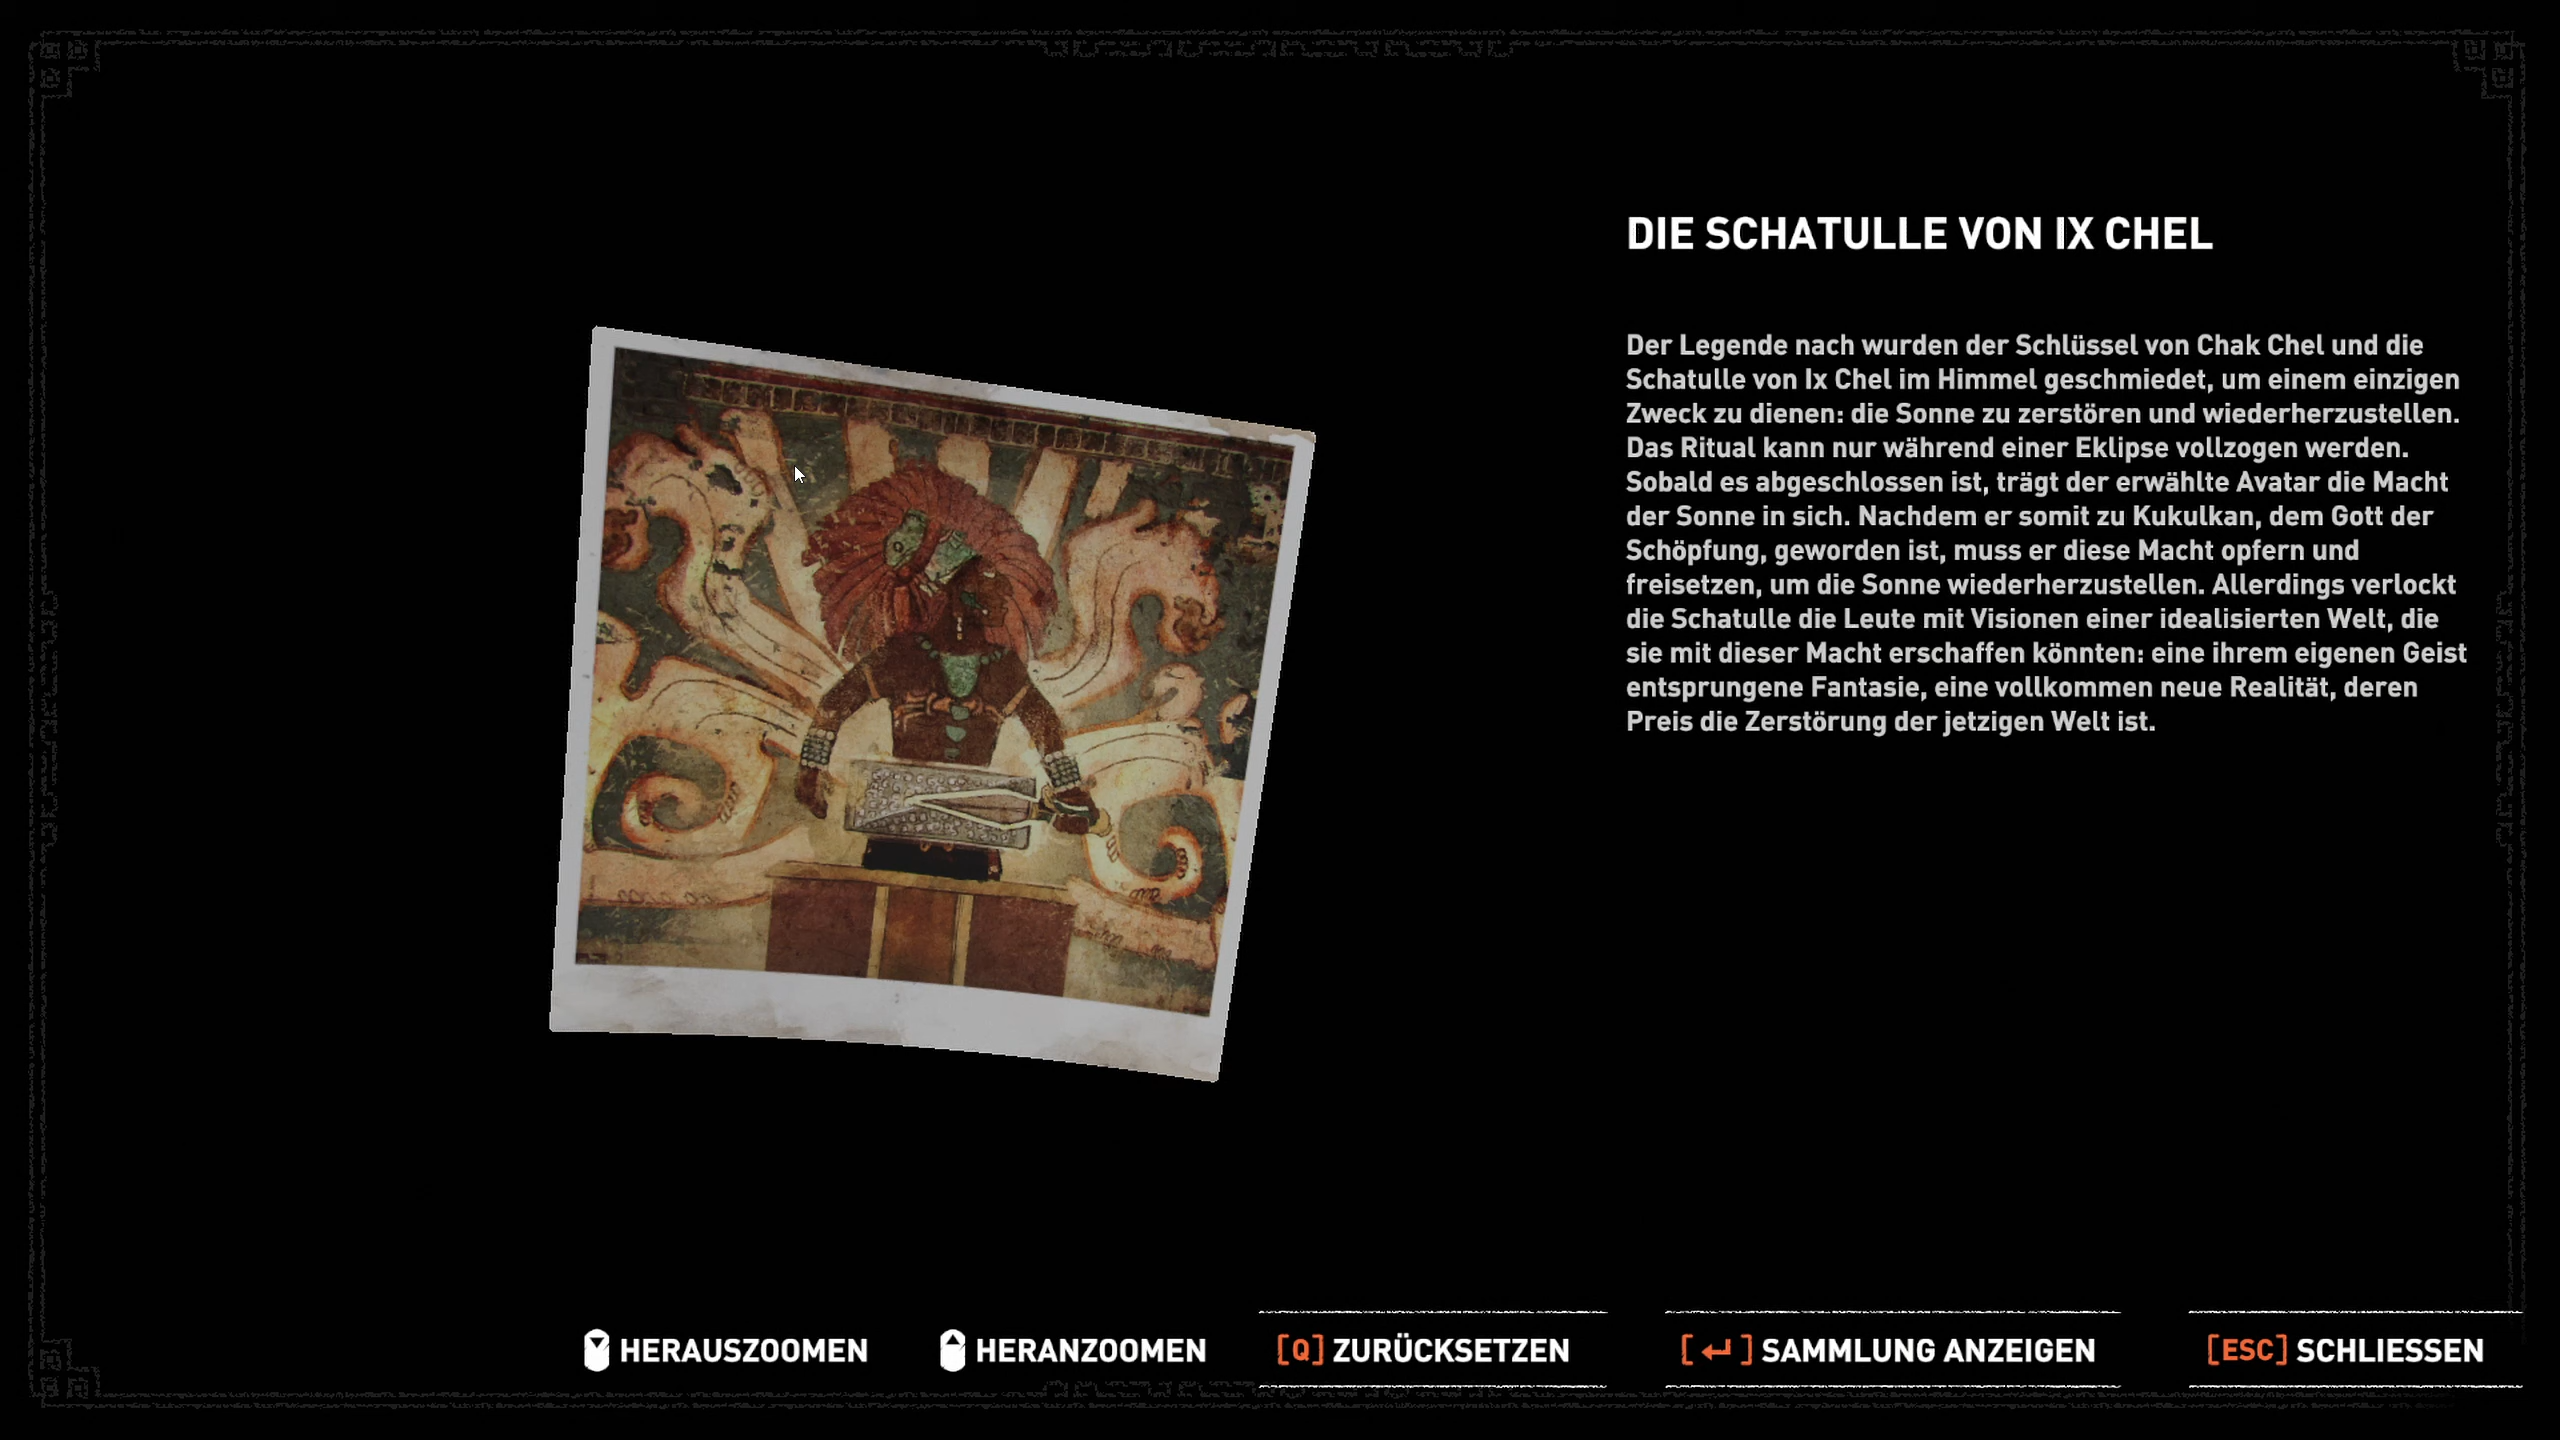 DIE SCHATULLE VON IX CHEL
Der Legende nach wurden der Schlüssel von Chak Chel und die
Schatulle von Ix Chel im Himmel geschmiedet, um einem einzigen
Zweck zu dienen: die Sonne zu zerstören und wiederherzustellen.
Das Ritual kann nur während einer Eklipse vollzogen werden.
Sobald es abgeschlossen ist, trägt der erwählte Avatar die Macht
der Sonne in sich. Nachdem er somit zu Kukulkan, dem Gott der
Schöpfung, geworden ist, muss er diese Macht opfern und
freisetzen, um die Sonne wiederherzustellen. Allerdings verlockt
die Schatulle die Leute mit Visionen einer idealisierten Welt, die
sie mit dieser Macht erschaffen könnten: eine ihrem eigenen Geist
entsprungene Fantasie, eine vollkommen neue Realität, deren
Preis die Zerstörung der jetzigen Welt ist.
HERAUSZOOMEN HERANZOOMEN [Q] ZURÜCKSETZEN [↵] SAMMLUNG ANZEIGEN [ESC] SCHLIESSEN